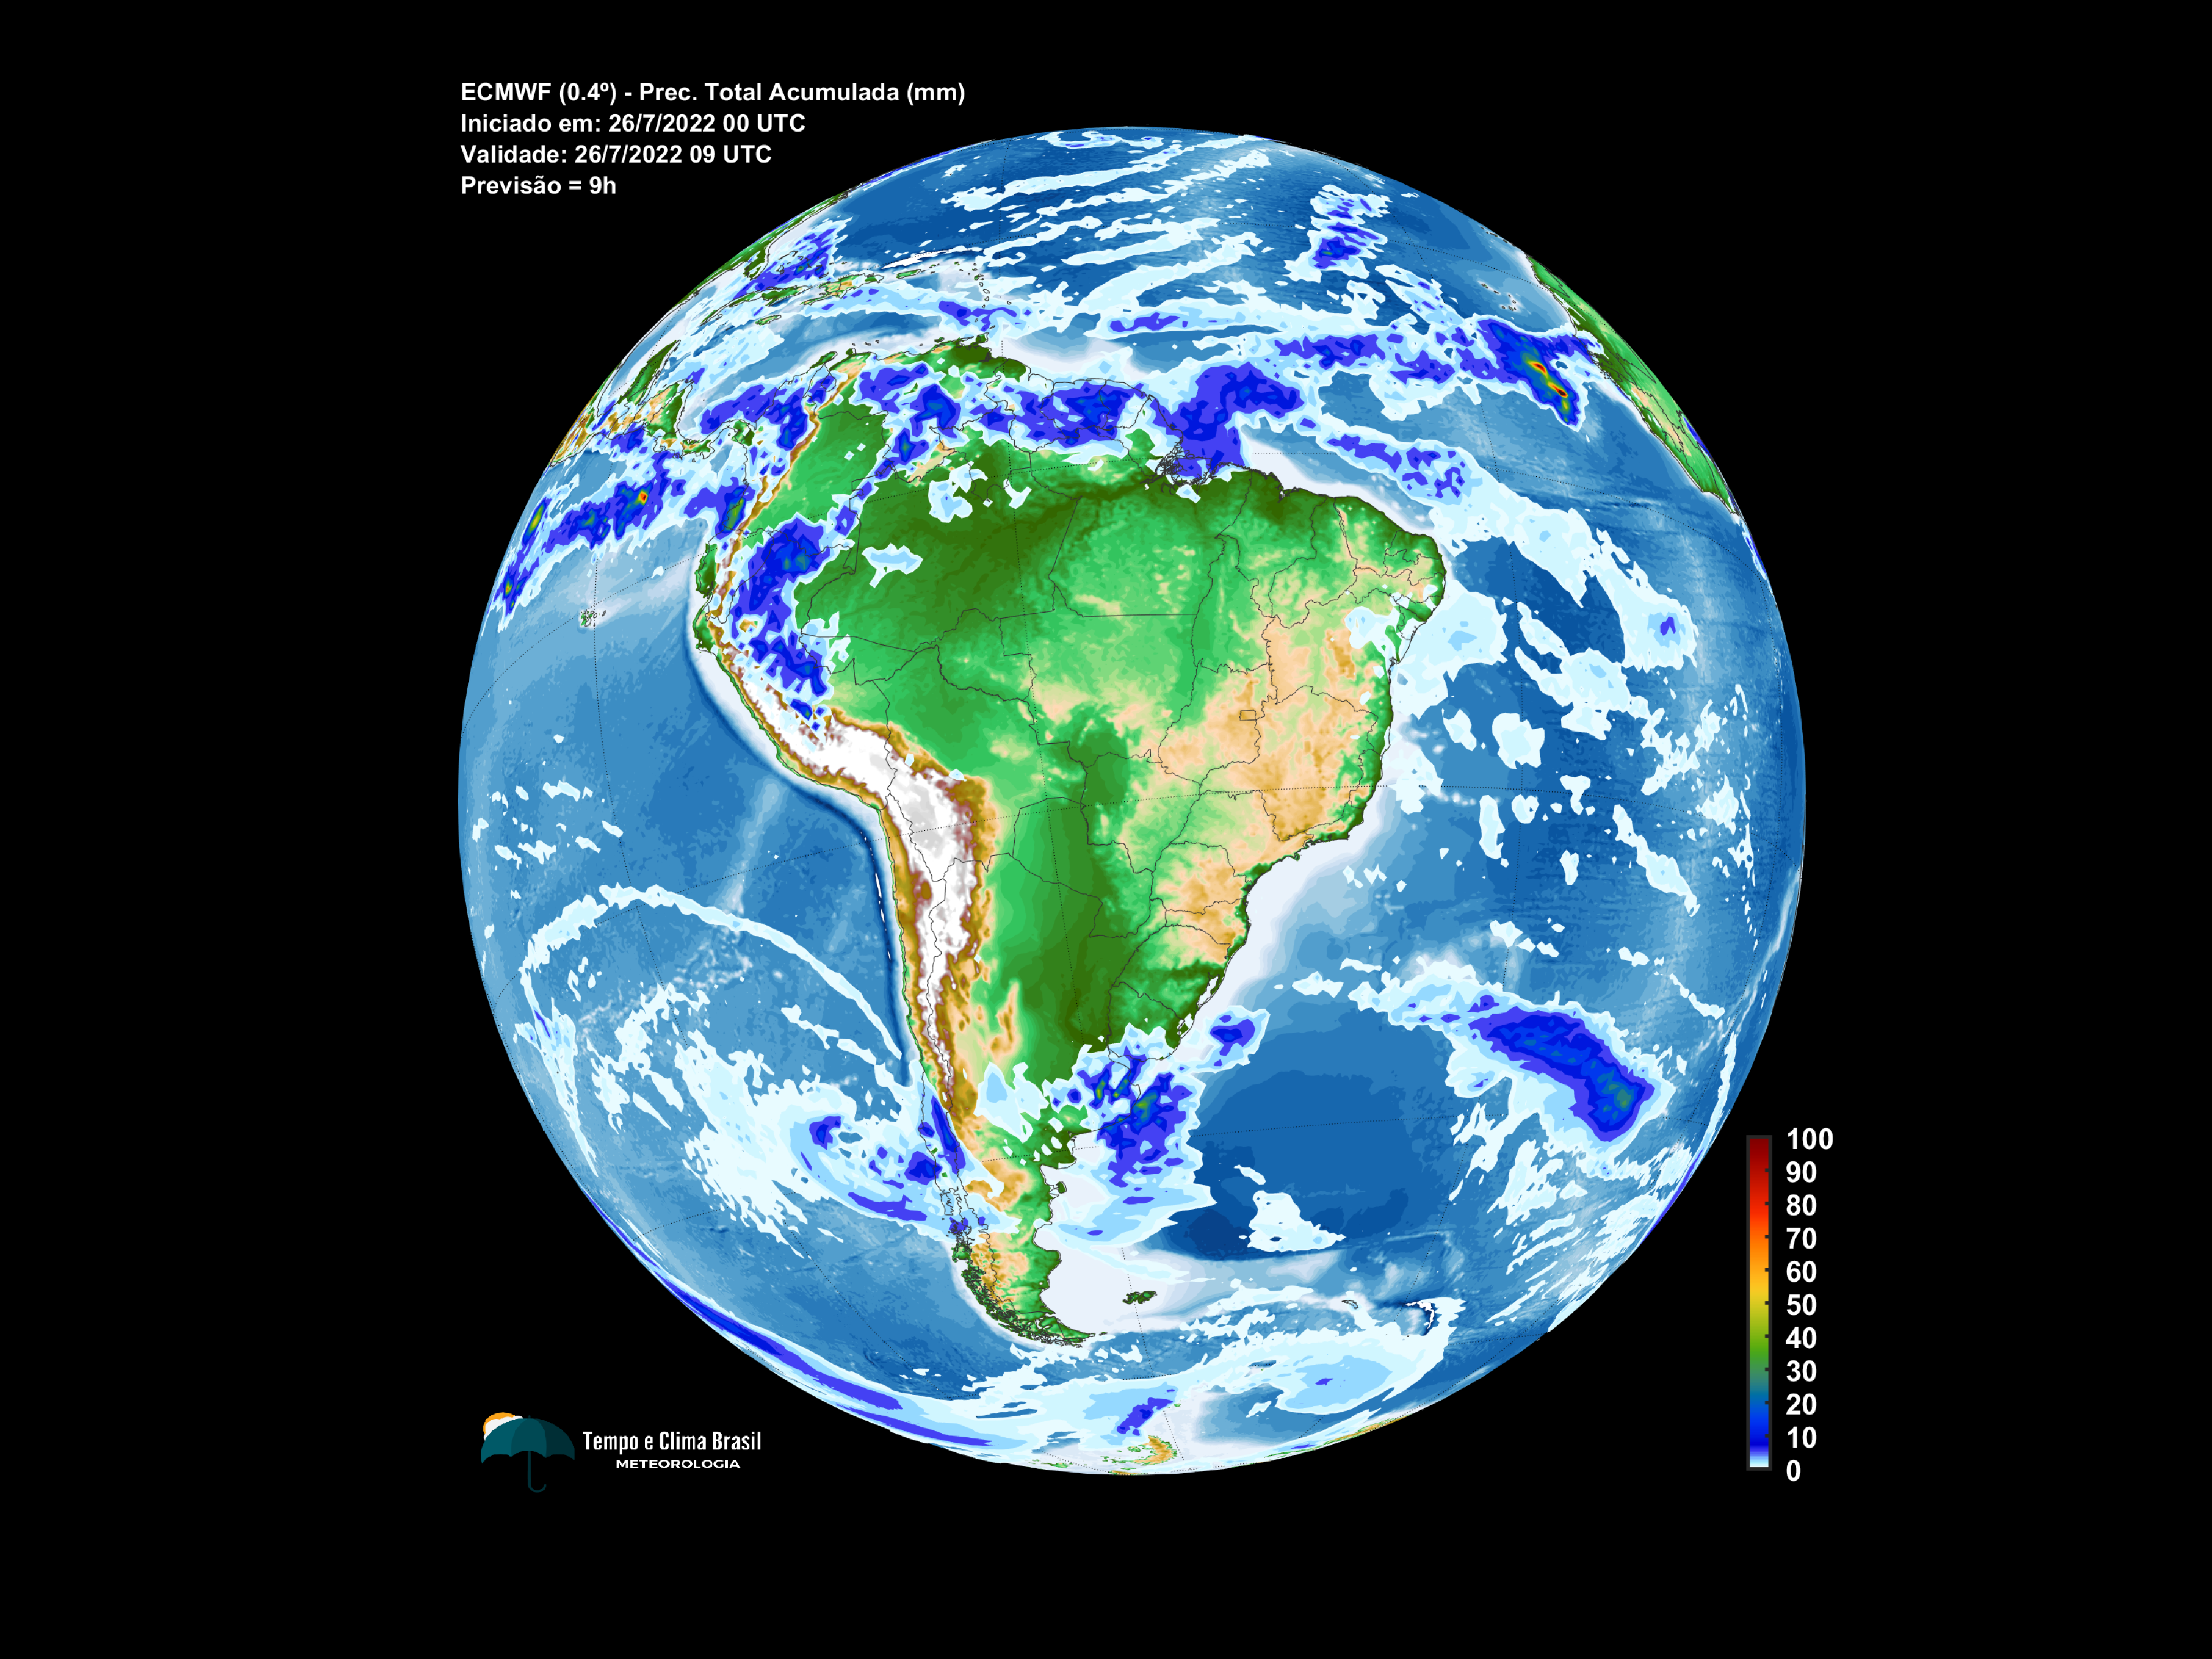 ECMWF (0.4º) - Prec. Total Acumulada (mm)
Iniciado em: 26/7/2022 00 UTC
Validade: 26/7/2022 09 UTC
Previsão = 9h
100
90
80
70
60
50
40
30
20
10
0
Tempo e Clima Brasil
METEOROLOGIA